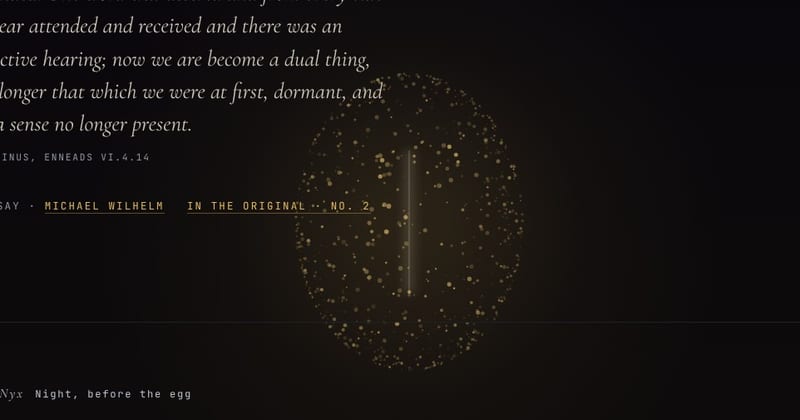 ear attended and received and there was an
ctive hearing; now we are become a dual thing,
longer that which we were at first, dormant, and
a sense no longer present.
INUS, ENNEADS VI.4.14
SAY · MICHAEL WILHELM IN THE ORIGINAL · NO. 2
Nyx Night, before the egg